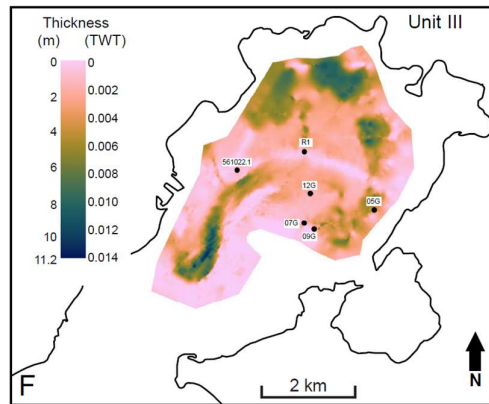 Thickness
(m) (TWT)
Unit III
0 0
2 0.002
0.004
4 0.006
6 0.008
8 0.010
10 0.012
11.2 0.014
R1
561022.1
12G
05G
07G
09G
F
2 km
N